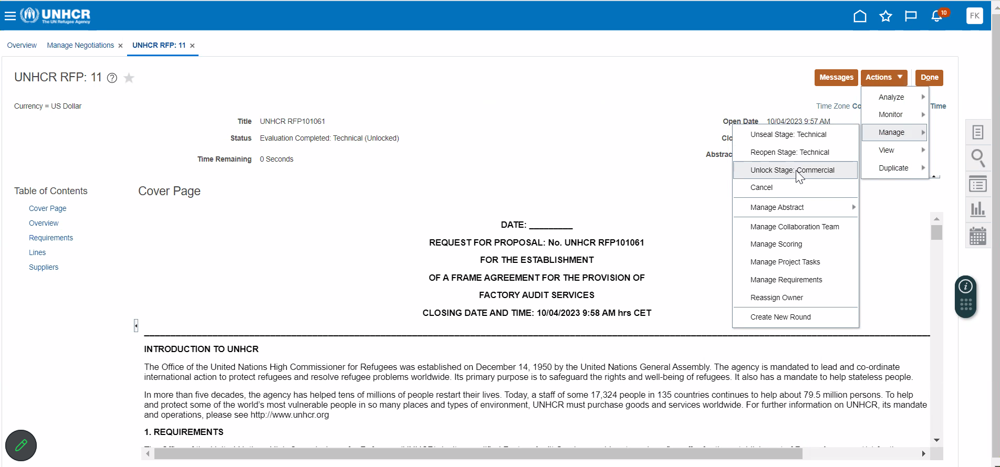 UNHCR
The UN Refugee Agency
10
FK
Overview
Manage Negotiations
UNHCR RFP: 11
UNHCR RFP: 11
Messages
Actions
Done
Currency = US Dollar
Time Zone
Time
Title UNHCR RFP101061
Open Date 10/04/2023 9:57 AM
Status Evaluation Completed: Technical (Unlocked)
Time Remaining 0 Seconds
Analyze
Monitor
Manage
View
Duplicate
Unseal Stage: Technical
Reopen Stage: Technical
Unlock Stage: Commercial
Cancel
Manage Abstract
Manage Collaboration Team
Manage Scoring
Manage Project Tasks
Manage Requirements
Reassign Owner
Create New Round
Table of Contents
Cover Page
Overview
Requirements
Lines
Suppliers
Cover Page
DATE: _________
REQUEST FOR PROPOSAL: No. UNHCR RFP101061
FOR THE ESTABLISHMENT
OF A FRAME AGREEMENT FOR THE PROVISION OF
FACTORY AUDIT SERVICES
CLOSING DATE AND TIME: 10/04/2023 9:58 AM hrs CET
INTRODUCTION TO UNHCR
The Office of the United Nations High Commissioner for Refugees was established on December 14, 1950 by the United Nations General Assembly. The agency is mandated to lead and co-ordinate
international action to protect refugees and resolve refugee problems worldwide. Its primary purpose is to safeguard the rights and well-being of refugees. It also has a mandate to help stateless people.
In more than five decades, the agency has helped tens of millions of people restart their lives. Today, a staff of some 17,324 people in 135 countries continues to help about 79.5 million persons. To help
and protect some of the world's most vulnerable people in so many places and types of environment, UNHCR must purchase goods and services worldwide. For further information on UNHCR, its mandate
and operations, please see http://www.unhcr.org
1. REQUIREMENTS